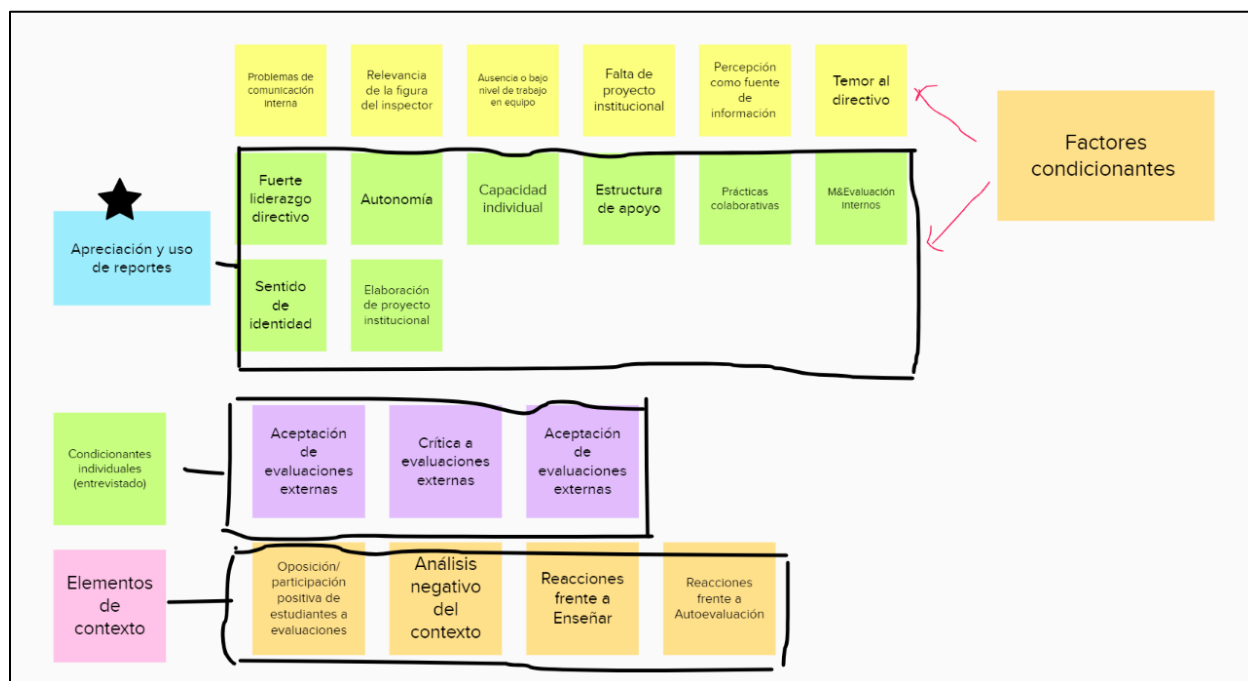 Problemas de
comunicación
interna
Relevancia
de la figura
del inspector
Ausencia o bajo
nivel de trabajo
en equipo
Falta de
proyecto
institucional
Percepción
como fuente
de
información
Temor al
directivo
Factores
condicionantes
Fuerte
liderazgo
directivo
Autonomía
Capacidad
individual
Estructura
de apoyo
Prácticas
colaborativas
M&Evaluación
internos
Apreciación y uso
de reportes
Sentido
de
identidad
Elaboración
de proyecto
institucional
Condicionantes
individuales
(entrevistado)
Aceptación
de
evaluaciones
externas
Crítica a
evaluaciones
externas
Aceptación
de
evaluaciones
externas
Elementos
de
contexto
Oposición/
participación
positiva de
estudiantes a
evaluaciones
Análisis
negativo
del
contexto
Reacciones
frente a
Enseñar
Reacciones
frente a
Autoevaluación